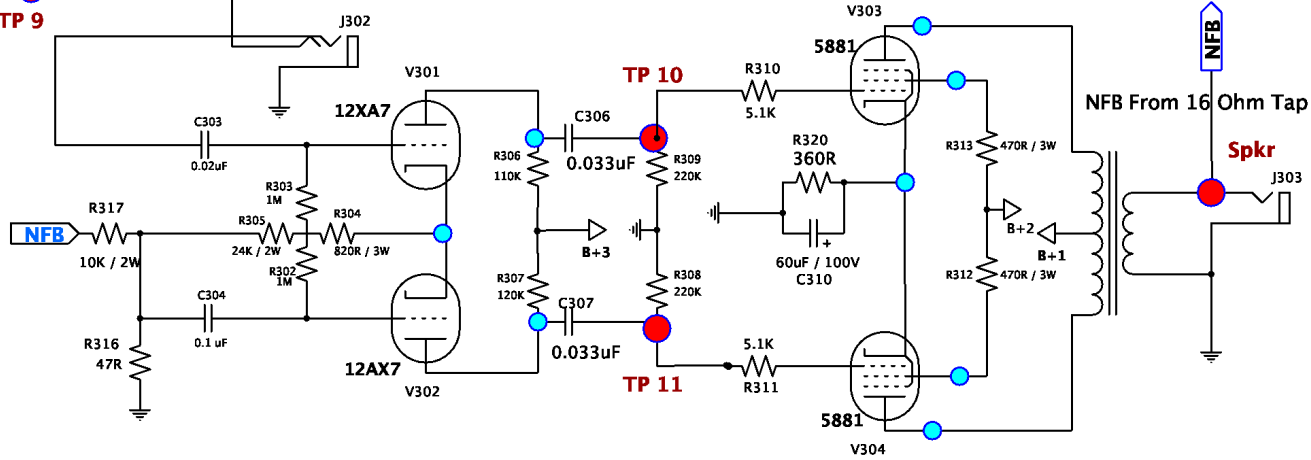 TP 9
J302
V301
12XA7
C303
0.02uF
R303
1M
R317
NFB
10K / 2W
R305
24K / 2W
R304
820R / 3W
R302
1M
C304
0.1 uF
R316
47R
12AX7
V302
R306
110K
C306
0.033uF
B+3
R307
120K
C307
0.033uF
TP 10
R309
220K
R308
220K
TP 11
R310
5.1K
R320
360R
+
60uF / 100V
C310
5.1K
R311
V303
5881
5881
V304
R313
470R / 3W
B+2
B+1
R312
470R / 3W
NFB
NFB From 16 Ohm Tap
Spkr
J303